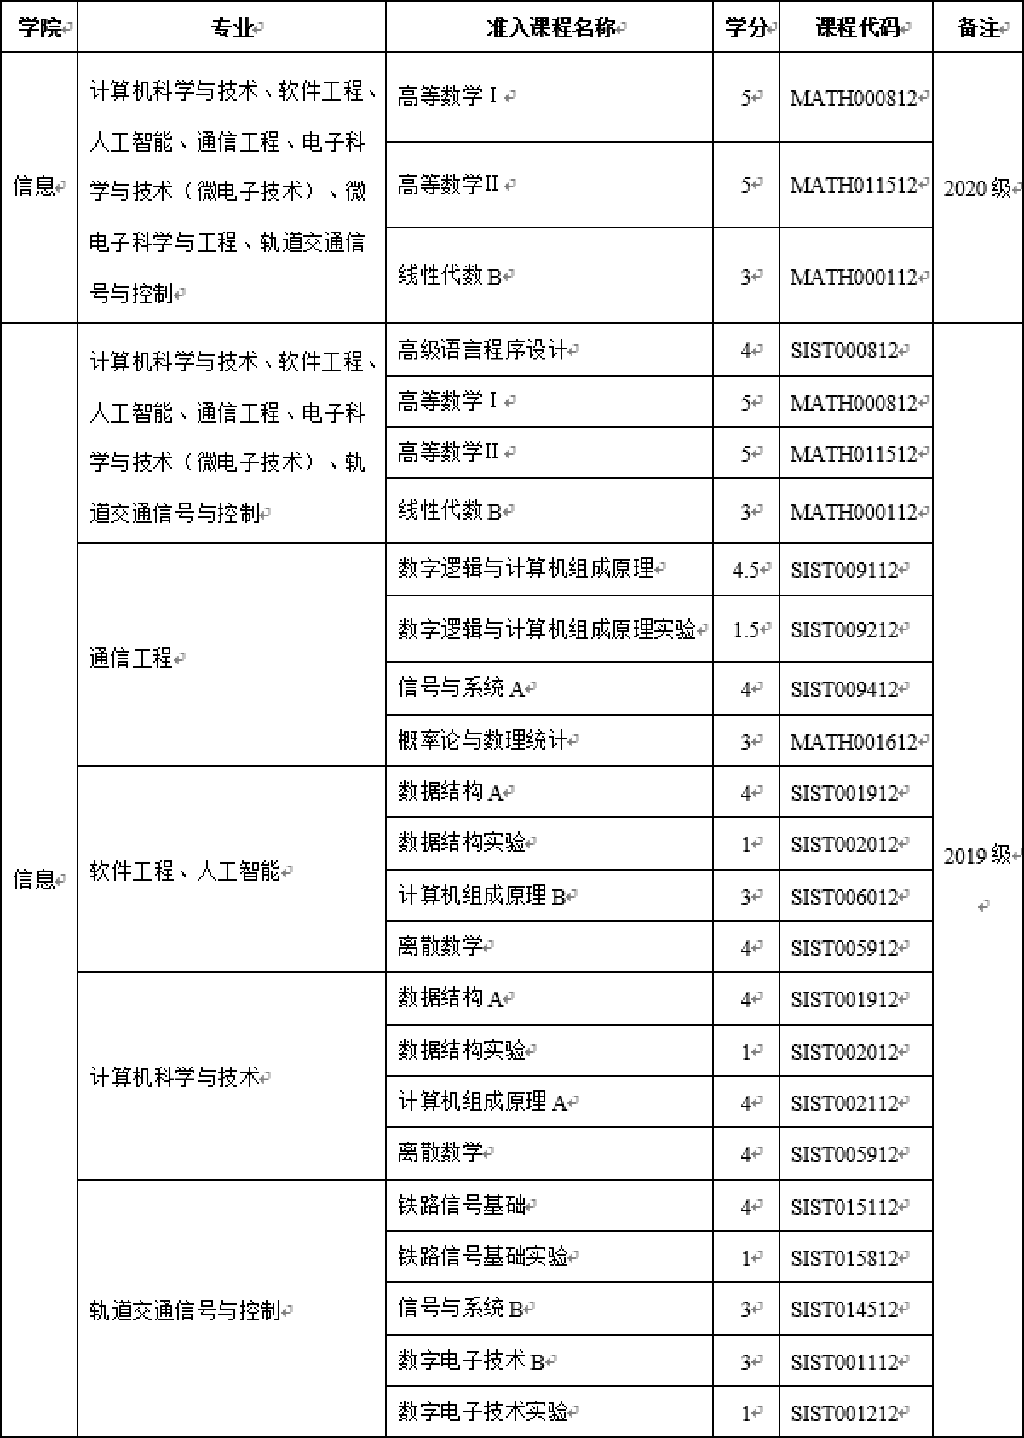 学院 专业 准入课程名称 学分 课程代码 备注
信息
计算机科学与技术、软件工程、
人工智能、通信工程、电子科
学与技术（微电子技术）、微
电子科学与工程、轨道交通信
号与控制
高等数学Ⅰ 5 MATH000812
高等数学Ⅱ 5 MATH011512
线性代数 B 3 MATH000112
2020 级
信息
计算机科学与技术、软件工程、
人工智能、通信工程、电子科
学与技术（微电子技术）、轨
道交通信号与控制
高级语言程序设计 4 SIST000812
高等数学Ⅰ 5 MATH000812
高等数学Ⅱ 5 MATH011512
线性代数 B 3 MATH000112
通信工程
数字逻辑与计算机组成原理 4.5 SIST009112
数字逻辑与计算机组成原理实验 1.5 SIST009212
信号与系统 A 4 SIST009412
概率论与数理统计 3 MATH001612
软件工程、人工智能
数据结构 A 4 SIST001912
数据结构实验 1 SIST002012
计算机组成原理 B 3 SIST006012
离散数学 4 SIST005912
计算机科学与技术
数据结构 A 4 SIST001912
数据结构实验 1 SIST002012
计算机组成原理 A 4 SIST002112
离散数学 4 SIST005912
轨道交通信号与控制
铁路信号基础 4 SIST015112
铁路信号基础实验 1 SIST015812
信号与系统 B 3 SIST014512
数字电子技术 B 3 SIST001112
数字电子技术实验 1 SIST001212
2019 级